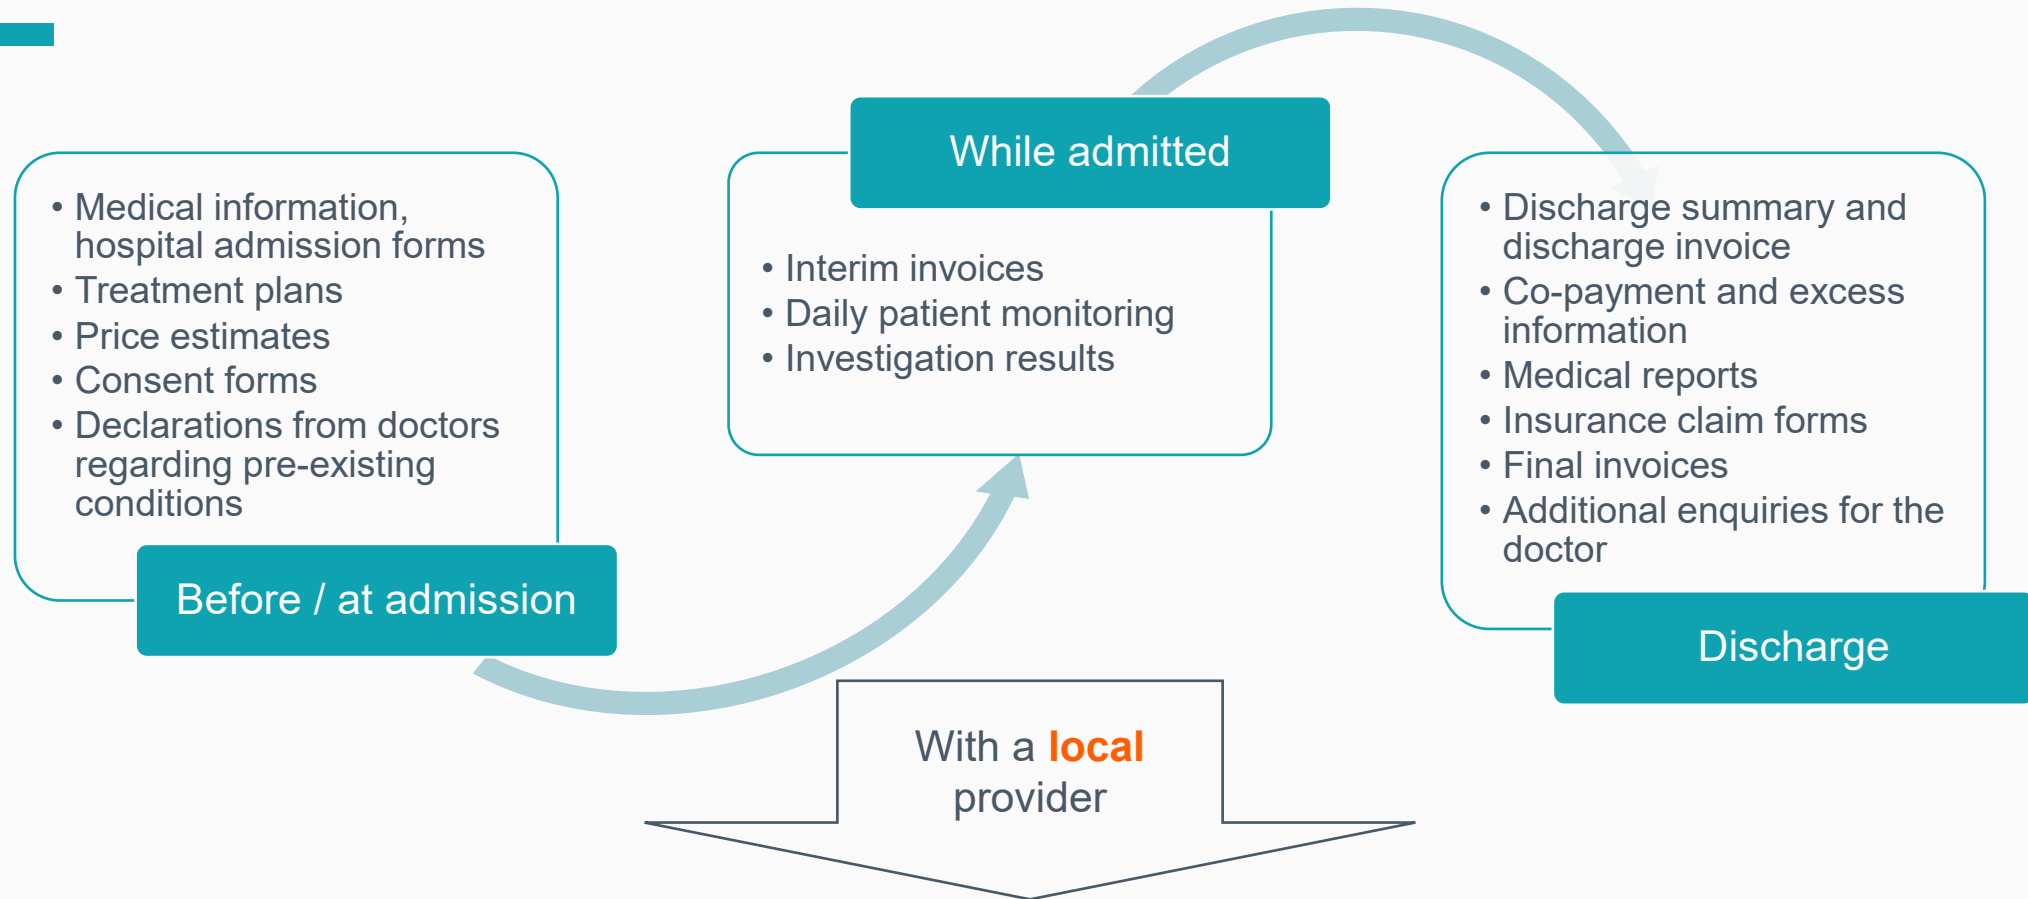 • Medical information,
hospital admission forms
• Treatment plans
• Price estimates
• Consent forms
• Declarations from doctors
regarding pre-existing
conditions
Before / at admission
While admitted
• Interim invoices
• Daily patient monitoring
• Investigation results
• Discharge summary and
discharge invoice
• Co-payment and excess
information
• Medical reports
• Insurance claim forms
• Final invoices
• Additional enquiries for the
doctor
Discharge
With a local
provider